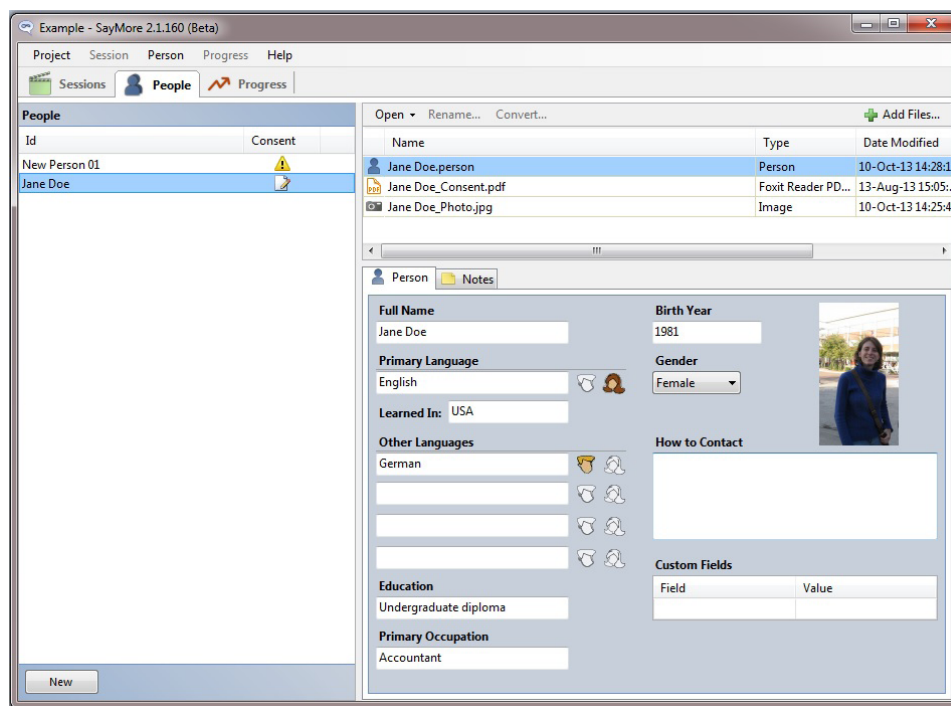 Example - SayMore 2.1.160 (Beta)
Project Session Person Progress Help
Sessions People Progress
People
Id Consent
New Person 01
Jane Doe
Open Rename... Convert... Add Files...
Name Type Date Modified
Jane Doe.person Person 10-Oct-13 14:28:1
Jane Doe_Consent.pdf Foxit Reader PD... 13-Aug-13 15:05:.
Jane Doe_Photo.jpg Image 10-Oct-13 14:25:4
Person Notes
Full Name Birth Year
Jane Doe 1981
Primary Language Gender
English Female
Learned In: USA
Other Languages How to Contact
German
Custom Fields
Education Field Value
Undergraduate diploma
Primary Occupation
Accountant
New